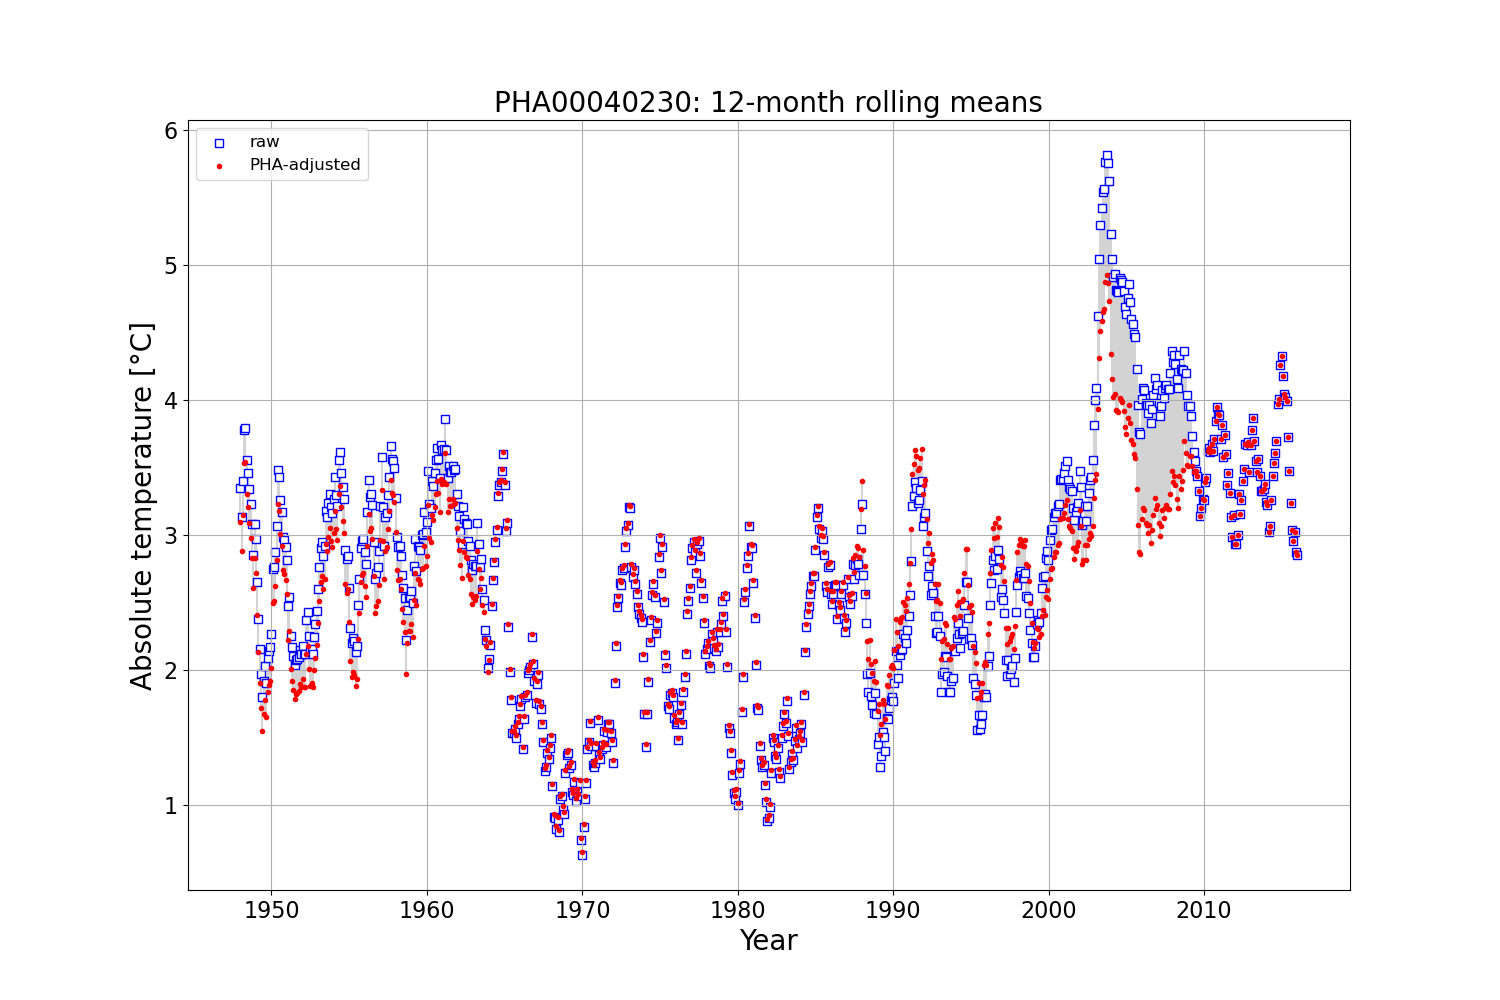 PHA00040230: 12-month rolling means
raw
PHA-adjusted
Absolute temperature [°C]
6
5
4
3
2
1
1950 1960 1970 1980 1990 2000 2010
Year